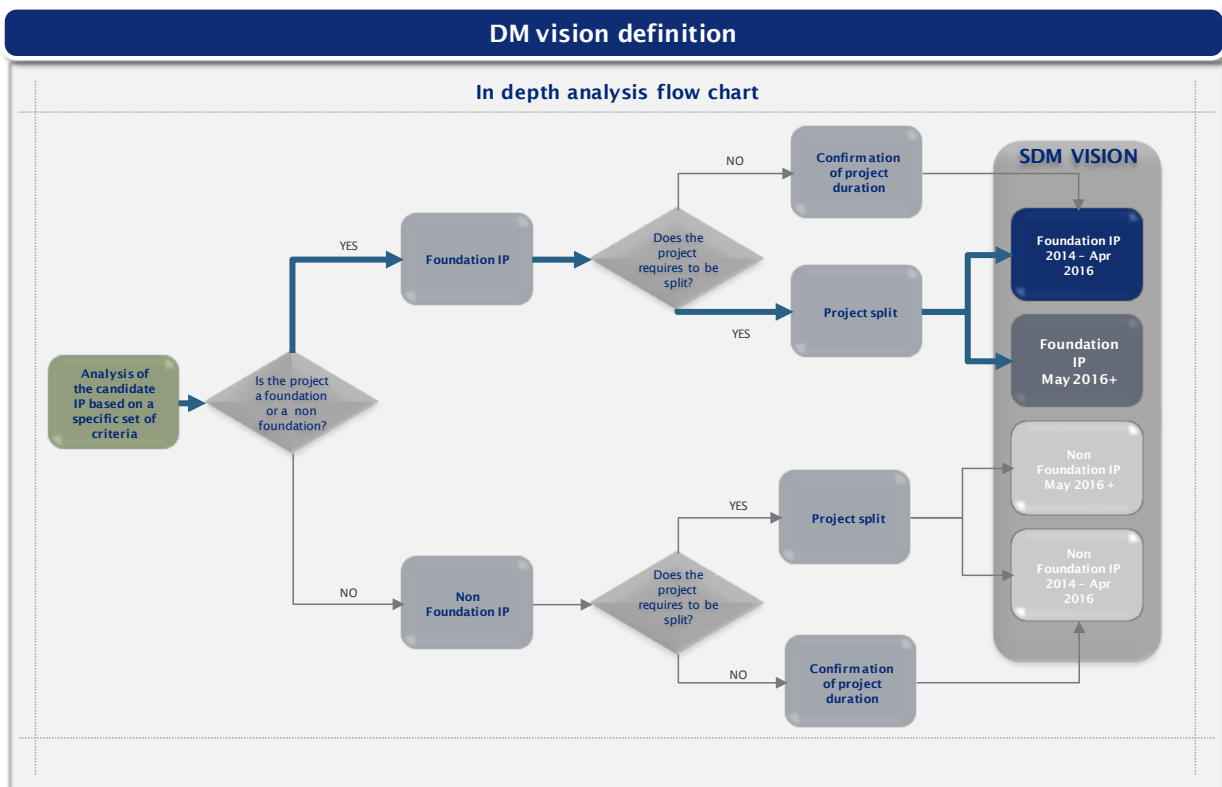 DM vision definition
In depth analysis flow chart
Confirmation
of project
duration
NO
SDM VISION
Foundation IP
2014 – Apr
2016
YES
Foundation IP
Does the
project
requires to be
split?
Project split
YES
Foundation
IP
May 2016+
Analysis of
the candidate
IP based on a
specific set of
criteria
Is the project
a foundation
or a non
foundation?
Non
Foundation IP
May 2016 +
YES
Project split
Non
Foundation IP
2014 – Apr
2016
NO
Non
Foundation IP
Does the
project
requires to be
split?
NO
Confirmation
of project
duration